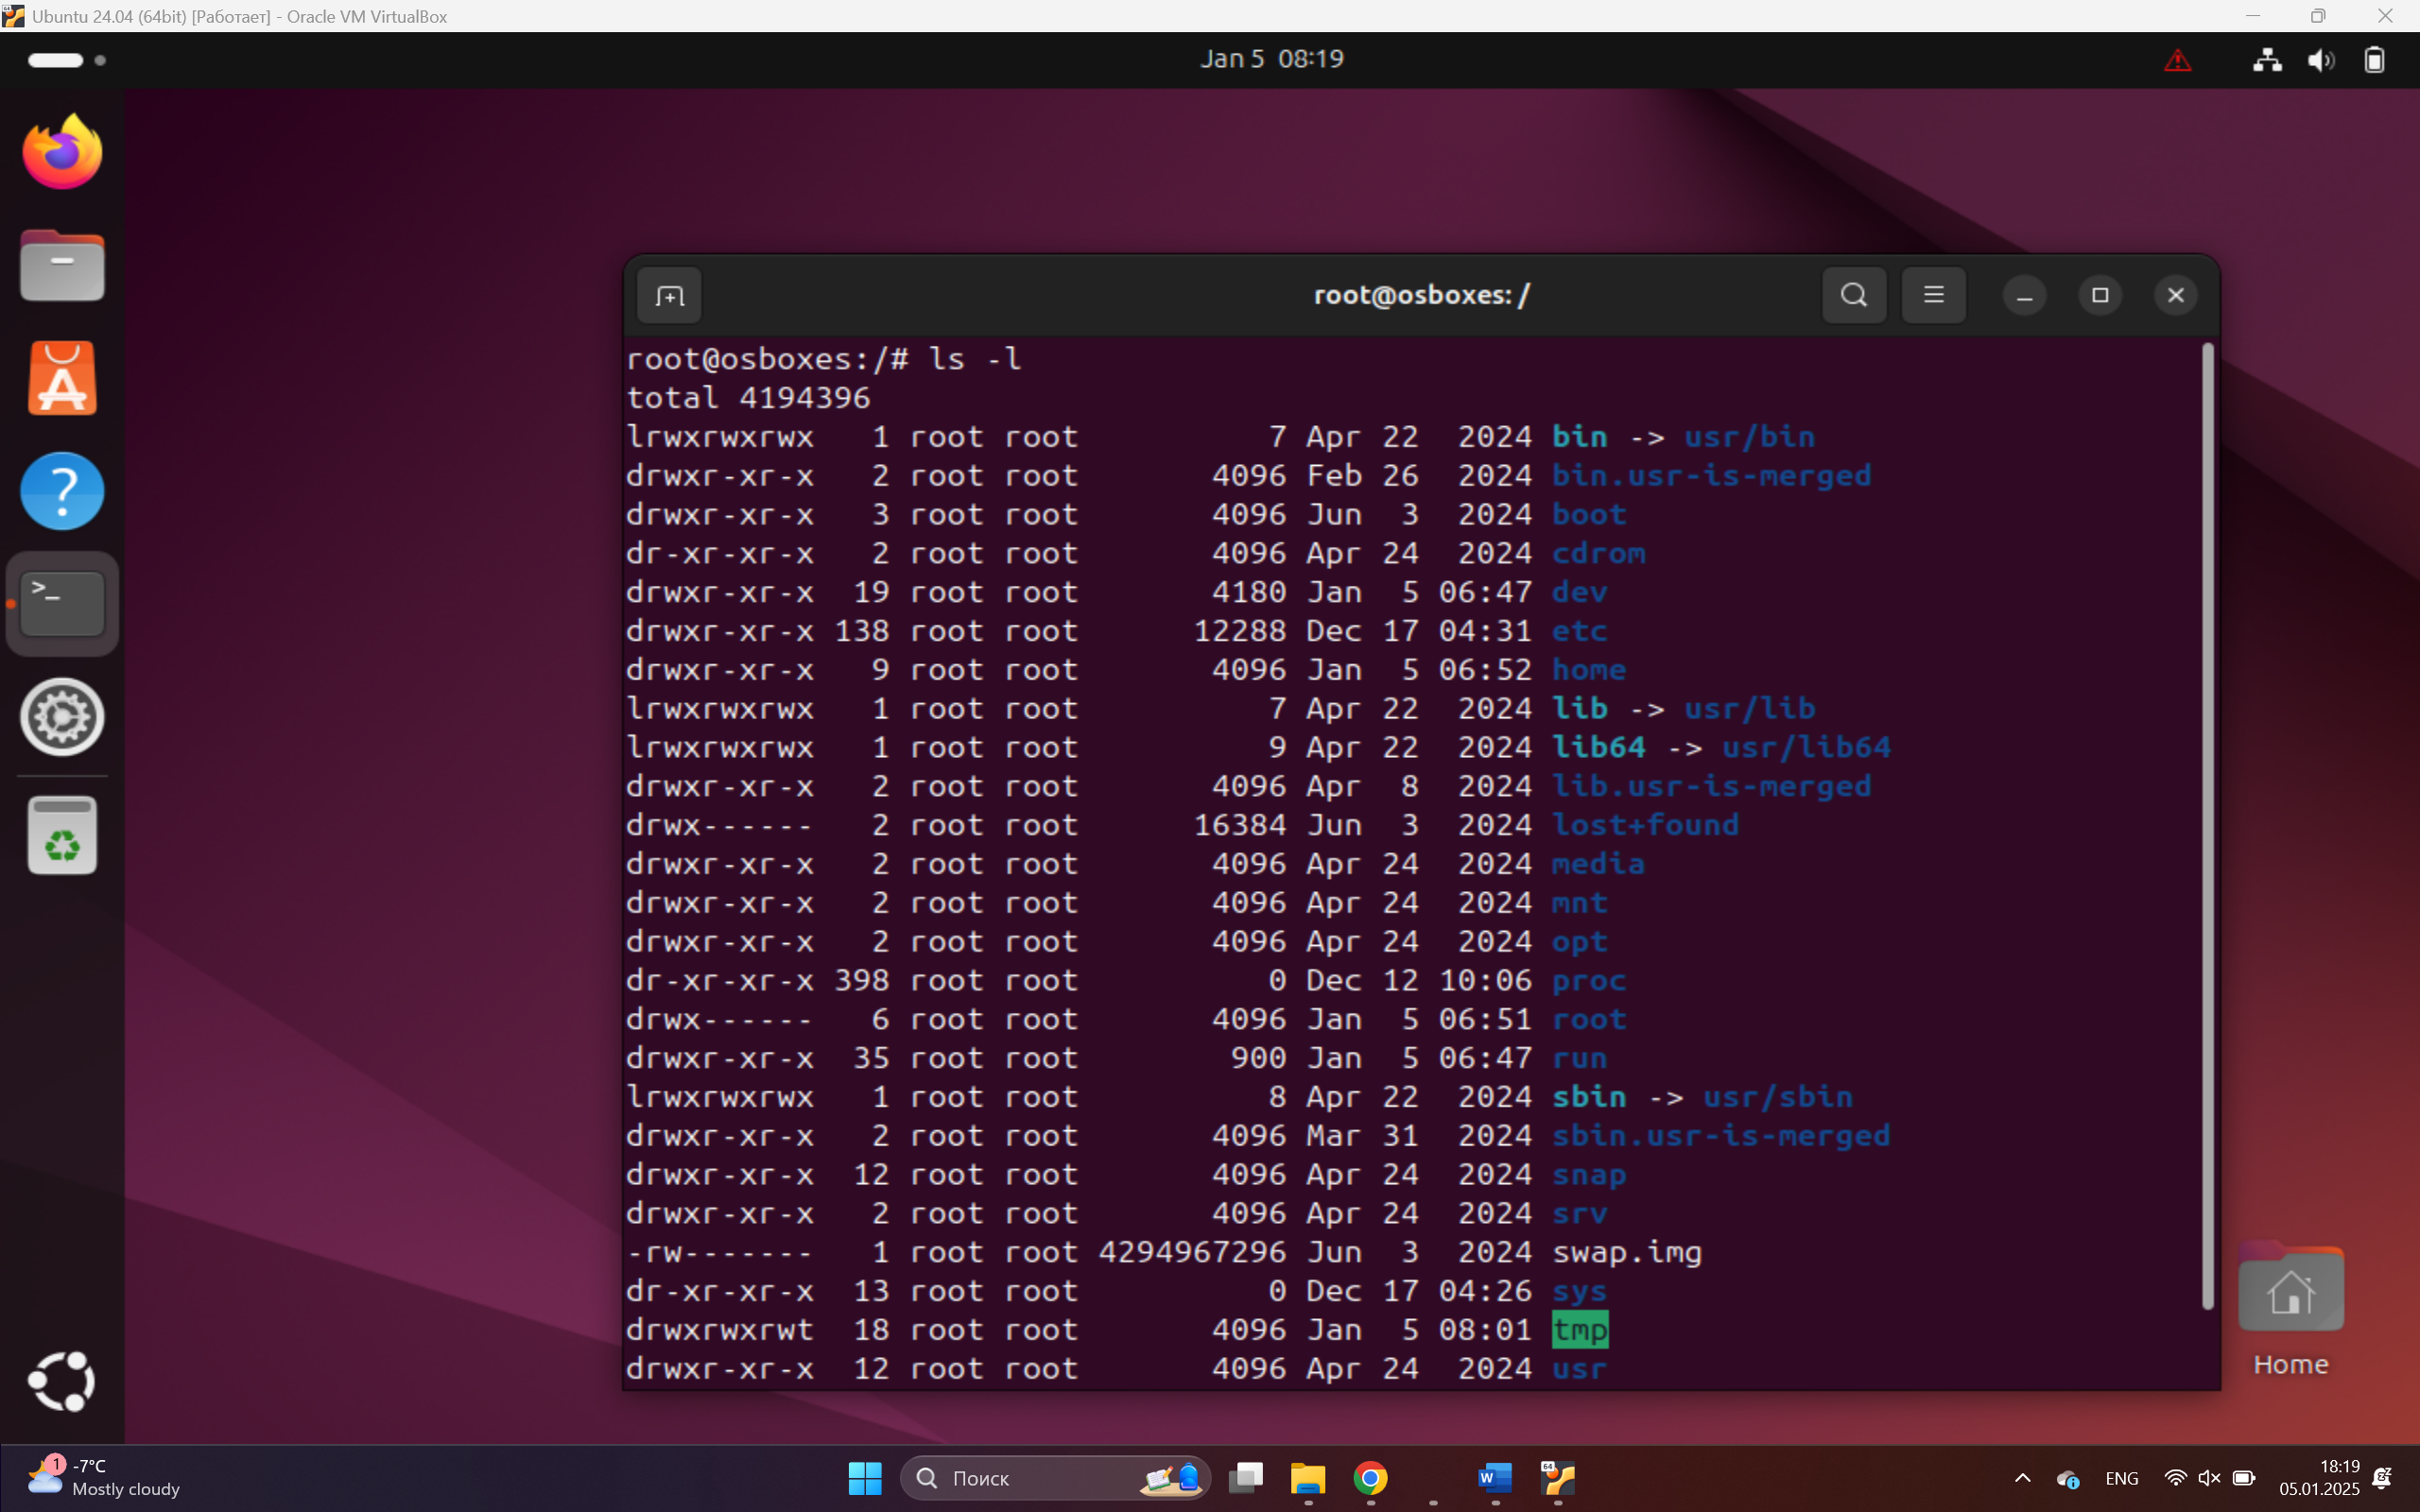 Ubuntu 24.04 (64bit) [Работает] - Oracle VM VirtualBox
Jan 5 08:19
root@osboxes: /
root@osboxes:/# ls -l
total 4194396
lrwxrwxrwx   1 root root          7 Apr 22  2024 bin -> usr/bin
drwxr-xr-x   2 root root       4096 Feb 26  2024 bin.usr-is-merged
drwxr-xr-x   3 root root       4096 Jun  3  2024 boot
dr-xr-xr-x   2 root root       4096 Apr 24  2024 cdrom
drwxr-xr-x  19 root root       4180 Jan  5 06:47 dev
drwxr-xr-x 138 root root      12288 Dec 17 04:31 etc
drwxr-xr-x   9 root root       4096 Jan  5 06:52 home
lrwxrwxrwx   1 root root          7 Apr 22  2024 lib -> usr/lib
lrwxrwxrwx   1 root root          9 Apr 22  2024 lib64 -> usr/lib64
drwxr-xr-x   2 root root       4096 Apr  8  2024 lib.usr-is-merged
drwx------   2 root root      16384 Jun  3  2024 lost+found
drwxr-xr-x   2 root root       4096 Apr 24  2024 media
drwxr-xr-x   2 root root       4096 Apr 24  2024 mnt
drwxr-xr-x   2 root root       4096 Apr 24  2024 opt
dr-xr-xr-x 398 root root          0 Dec 12 10:06 proc
drwx------   6 root root       4096 Jan  5 06:51 root
drwxr-xr-x  35 root root        900 Jan  5 06:47 run
lrwxrwxrwx   1 root root          8 Apr 22  2024 sbin -> usr/sbin
drwxr-xr-x   2 root root       4096 Mar 31  2024 sbin.usr-is-merged
drwxr-xr-x  12 root root       4096 Apr 24  2024 snap
drwxr-xr-x   2 root root       4096 Apr 24  2024 srv
-rw-------   1 root root 4294967296 Jun  3  2024 swap.img
dr-xr-xr-x  13 root root          0 Dec 17 04:26 sys
drwxrwxrwt  18 root root       4096 Jan  5 08:01 tmp
drwxr-xr-x  12 root root       4096 Apr 24  2024 usr
Home
1
-7°C
Mostly cloudy
Поиск
ENG
18:19
05.01.2025